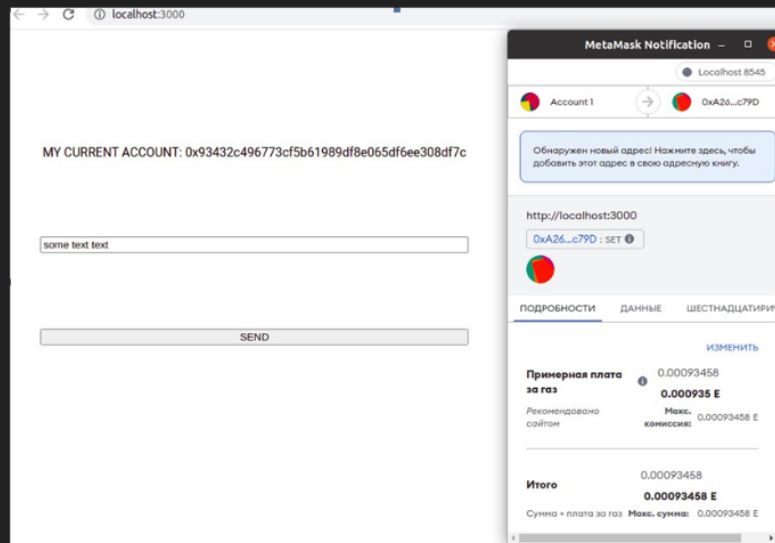 localhost:3000
MetaMask Notification
Localhost 8545
Account 1
0xA26...c79D
MY CURRENT ACCOUNT: 0x93432c496773cf5b61989df8e065df6ee308df7c
Обнаружен новый адрес! Нажмите здесь, чтобы
добавить этот адрес в свою адресную книгу.
http://localhost:3000
0xA26...c79D : SET
some text text
ПОДРОБНОСТИ ДАННЫЕ ШЕСТНАДЦАТИРИЧ
SEND
ИЗМЕНИТЬ
Примерная плата
за газ
0.00093458
0.000935 E
Рекомендовано
сайтом
Макс.
комиссия:
0.00093458 E
Итого
0.00093458
0.00093458 E
Сумма + плата за газ Макс. сумма: 0.00093458 E